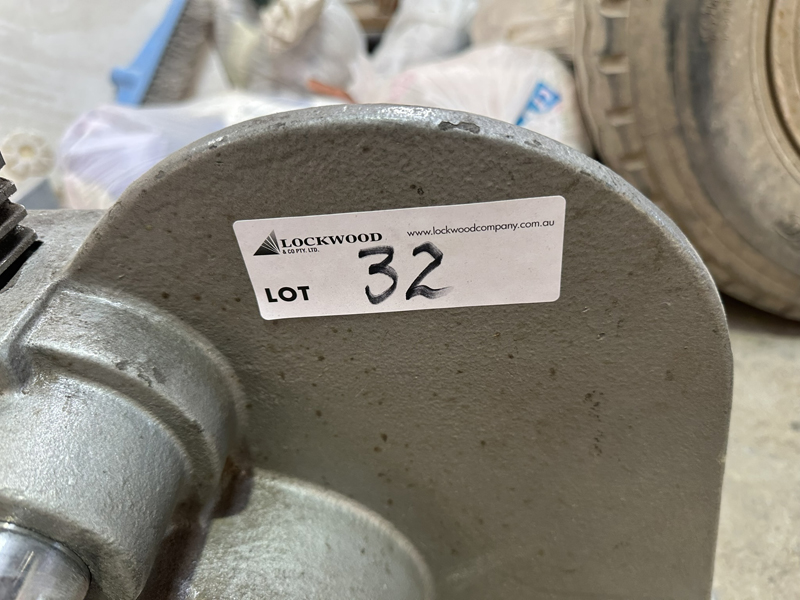 LOCKWOOD
& CO PTY. LTD.
www.lockwoodcompany.com.au
LOT 32